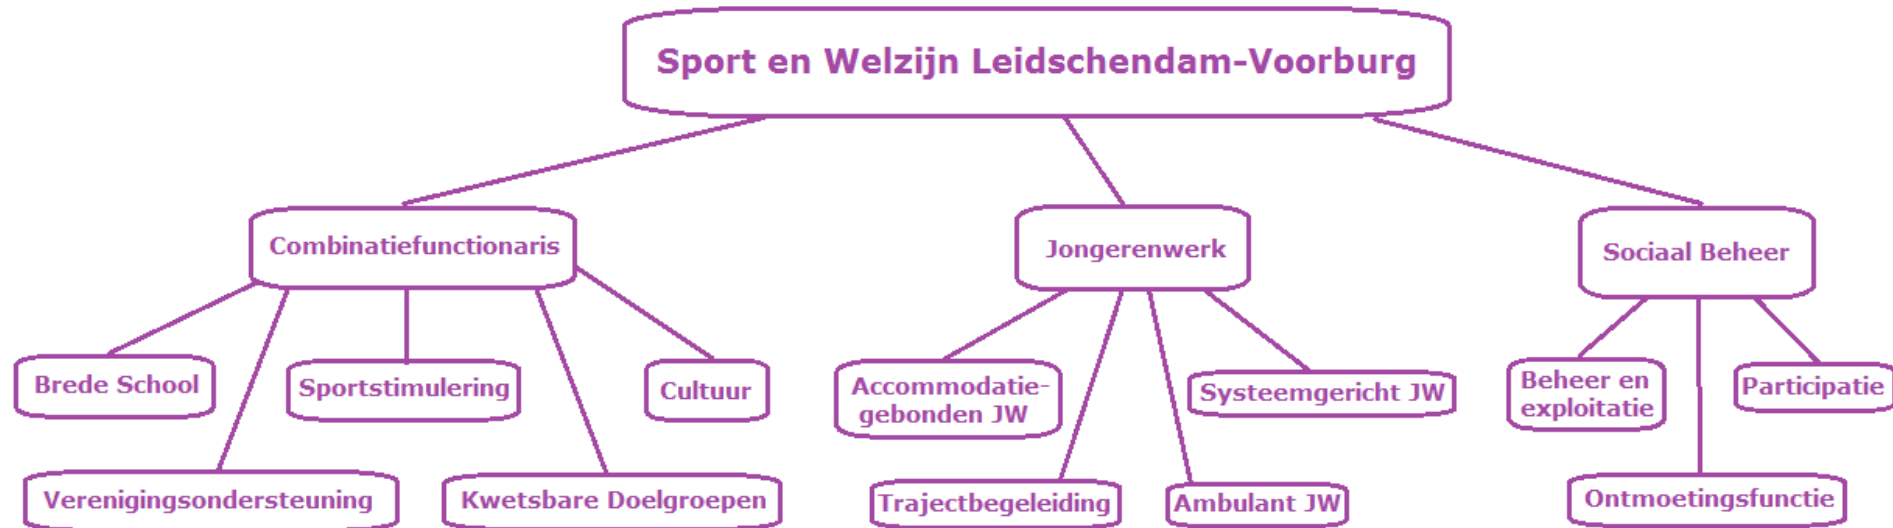 Sport en Welzijn Leidschendam-Voorburg
Combinatiefunctionaris
Jongerenwerk
Sociaal Beheer
Brede School
Sportstimulering
Cultuur
Verenigingsondersteuning
Kwetsbare Doelgroepen
Accommodatie-
gebonden JW
Systeemgericht JW
Trajectbegeleiding
Ambulant JW
Beheer en
exploitatie
Participatie
Ontmoetingsfunctie